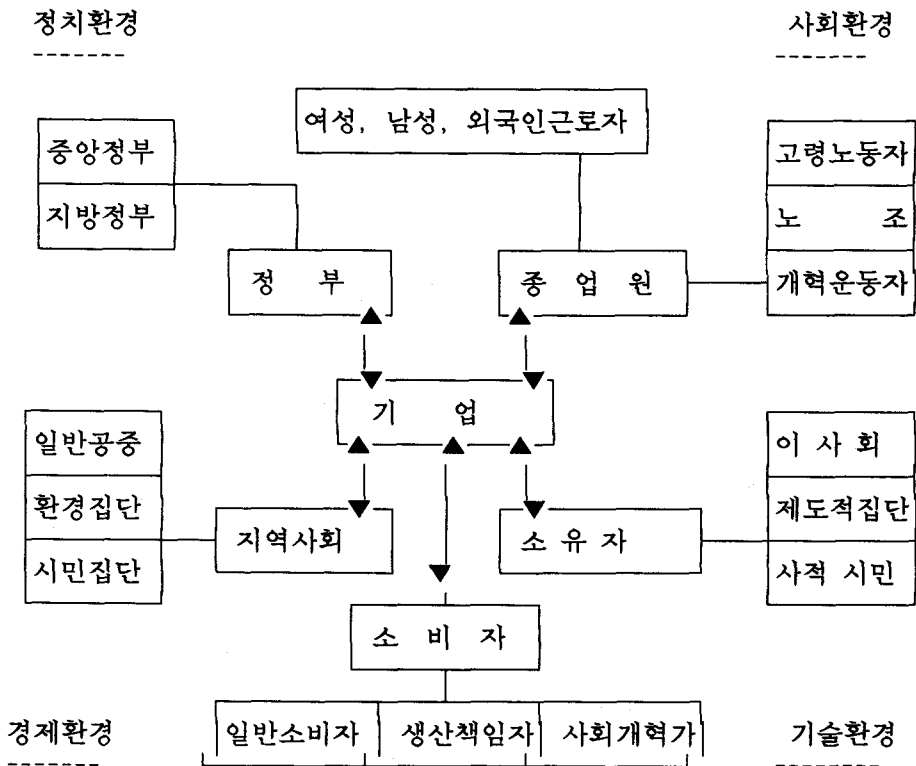 정치환경
사회환경
여성, 남성, 외국인근로자
중앙정부
지방정부
고령노동자
노 조
개혁운동자
정 부
종 업 원
기 업
일반공중
환경집단
시민집단
이 사 회
제도적집단
사적 시민
지역사회
소 유 자
소 비 자
일반소비자
생산책임자
사회개혁가
경제환경
기술환경